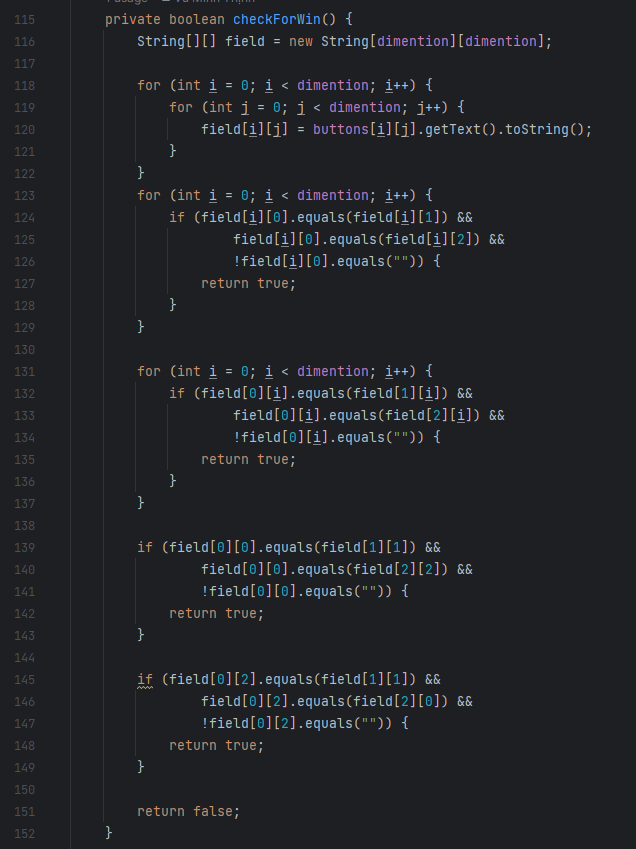 115 private boolean checkForWin() {
116 String[][] field = new String[dimention][dimention];
117
118 for (int i = 0; i < dimention; i++) {
119 for (int j = 0; j < dimention; j++) {
120 field[i][j] = buttons[i][j].getText().toString();
121 }
122 }
123 for (int i = 0; i < dimention; i++) {
124 if (field[i][0].equals(field[i][1]) &&
125 field[i][0].equals(field[i][2]) &&
126 !field[i][0].equals("")) {
127 return true;
128 }
129 }
130
131 for (int i = 0; i < dimention; i++) {
132 if (field[0][i].equals(field[1][i]) &&
133 field[0][i].equals(field[2][i]) &&
134 !field[0][i].equals("")) {
135 return true;
136 }
137 }
138
139 if (field[0][0].equals(field[1][1]) &&
140 field[0][0].equals(field[2][2]) &&
141 !field[0][0].equals("")) {
142 return true;
143 }
144
145 if (field[0][2].equals(field[1][1]) &&
146 field[0][2].equals(field[2][0]) &&
147 !field[0][2].equals("")) {
148 return true;
149 }
150
151 return false;
152 }